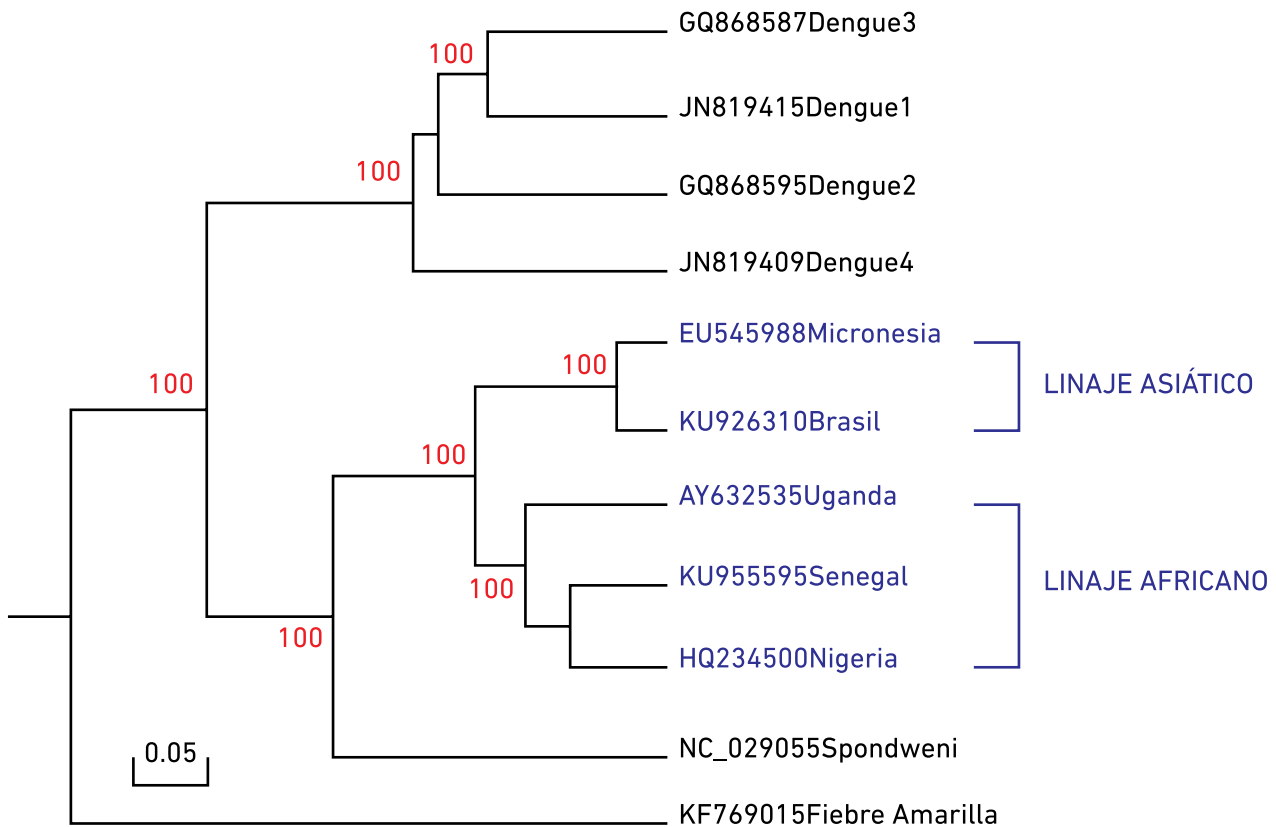 GQ868587Dengue3
100
JN819415Dengue1
100
GQ868595Dengue2
JN819409Dengue4
EU545988Micronesia
100
100
LINAJE ASIÁTICO
KU926310Brasil
100
AY632535Uganda
KU955595Senegal
100
LINAJE AFRICANO
100
HQ234500Nigeria
0.05
NC_029055Spondweni
KF769015Fiebre Amarilla